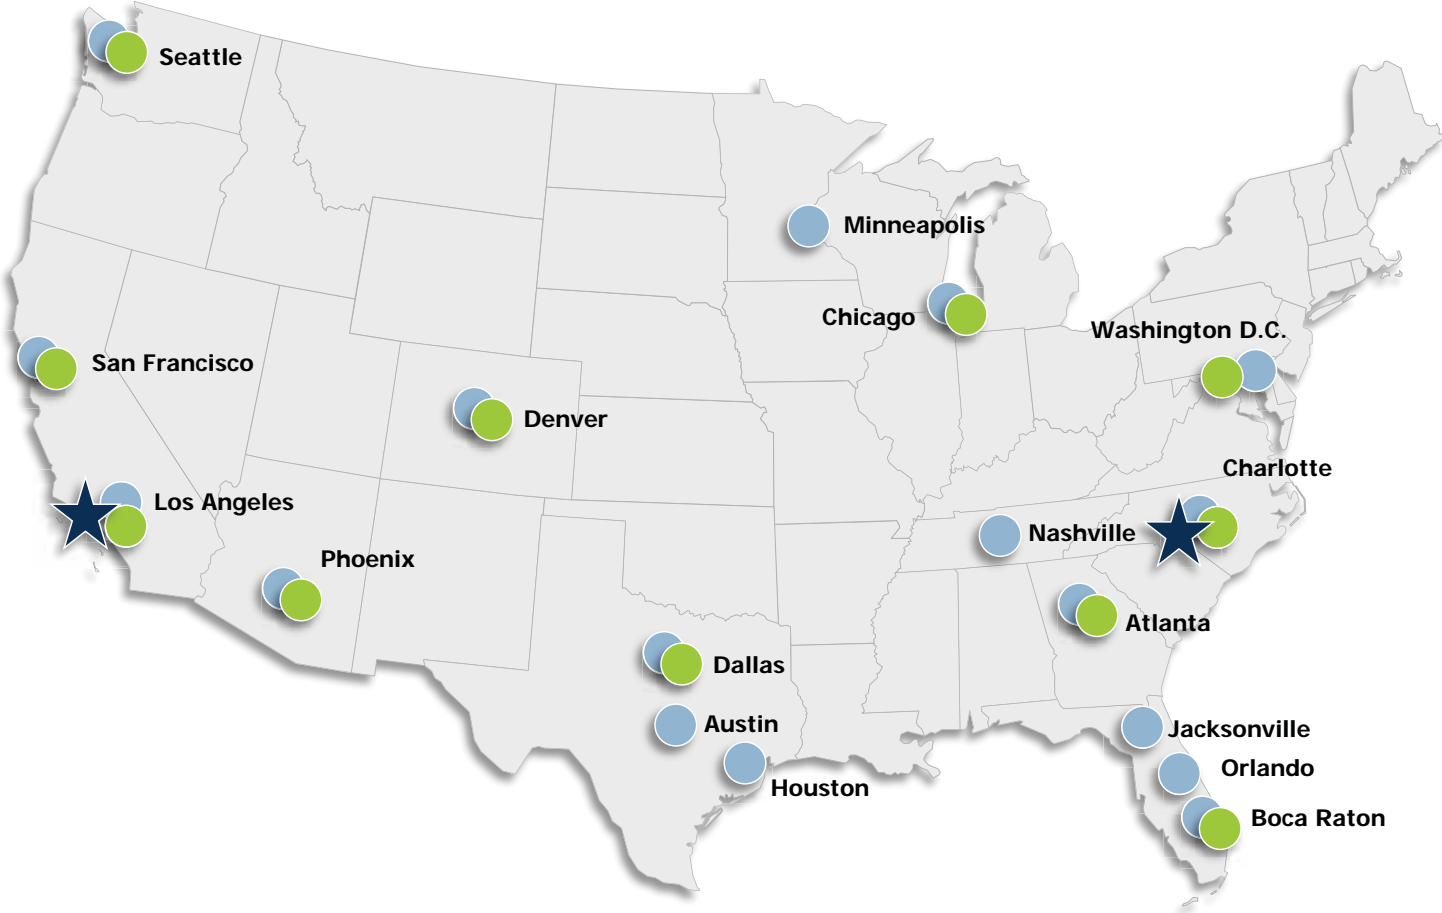 Seattle
Minneapolis
Chicago
Washington D.C.
San Francisco
Denver
Charlotte
Los Angeles
Nashville
Phoenix
Atlanta
Dallas
Austin
Jacksonville
Orlando
Houston
Boca Raton